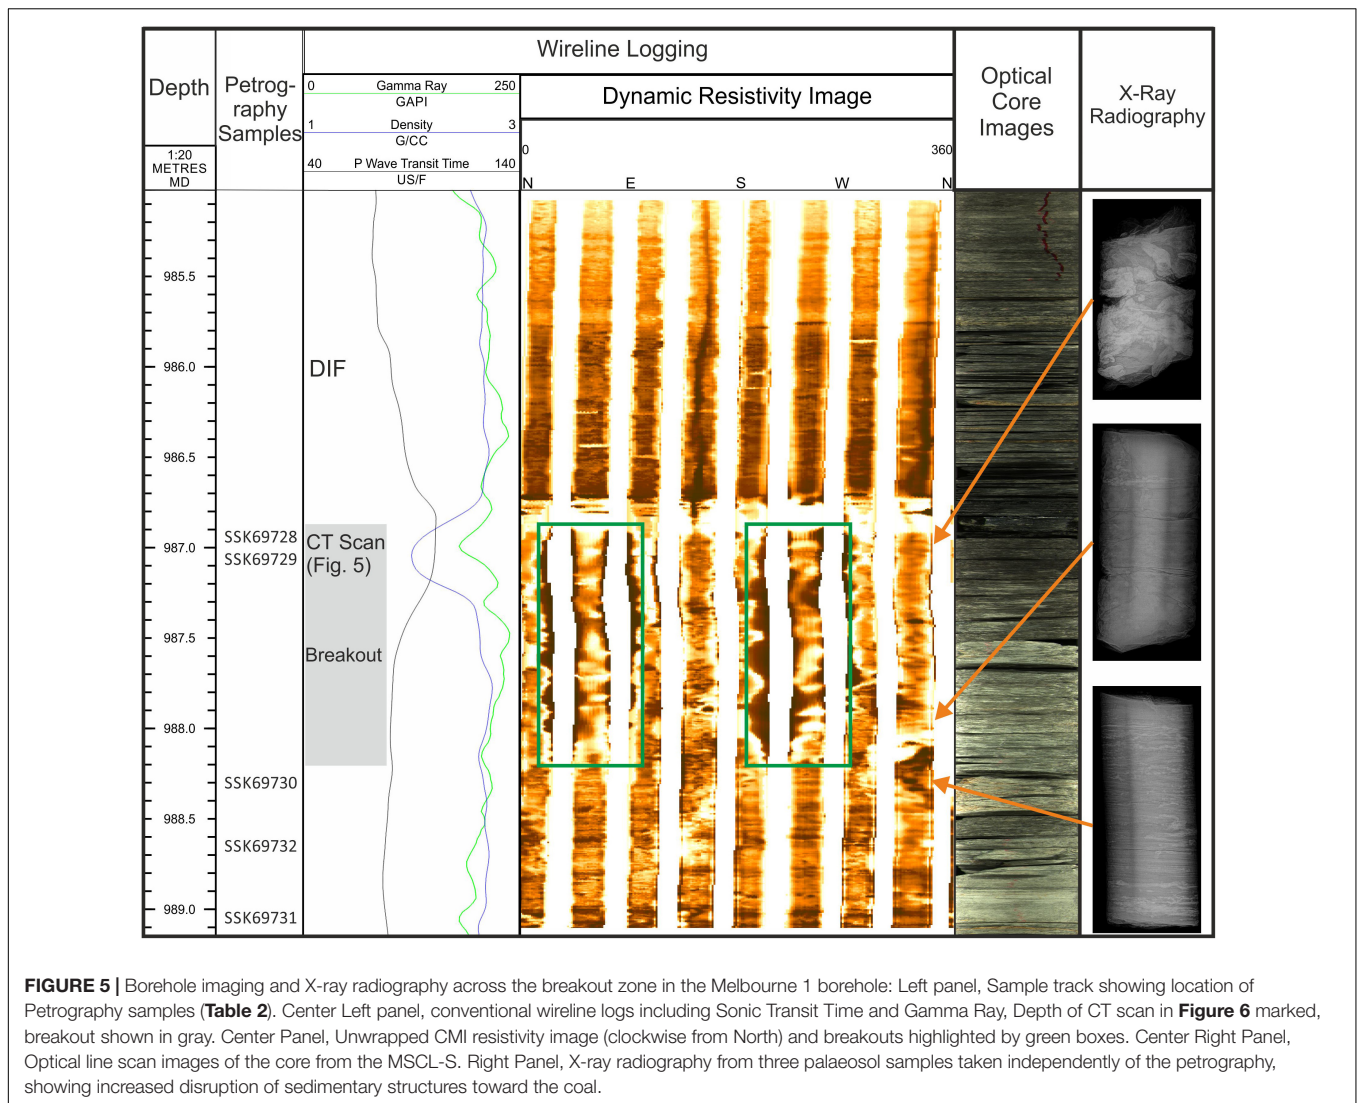 Wireline Logging
Depth
Petrog-
raphy
Samples
0 Gamma Ray 250
GAPI
1 Density 3
G/CC
40 P Wave Transit Time 140
US/F
Dynamic Resistivity Image
0 360
N E S W N
Optical
Core
Images
X-Ray
Radiography
1:20
METRES
MD
985.5
986.0
DIF
986.5
SSK69728
987.0
SSK69729
CT Scan
(Fig. 5)
987.5
Breakout
988.0
SSK69730
988.5
SSK69732
989.0
SSK69731
FIGURE 5 | Borehole imaging and X-ray radiography across the breakout zone in the Melbourne 1 borehole: Left panel, Sample track showing location of
Petrography samples (Table 2). Center Left panel, conventional wireline logs including Sonic Transit Time and Gamma Ray, Depth of CT scan in Figure 6 marked,
breakout shown in gray. Center Panel, Unwrapped CMI resistivity image (clockwise from North) and breakouts highlighted by green boxes. Center Right Panel,
Optical line scan images of the core from the MSCL-S. Right Panel, X-ray radiography from three palaeosol samples taken independently of the petrography,
showing increased disruption of sedimentary structures toward the coal.